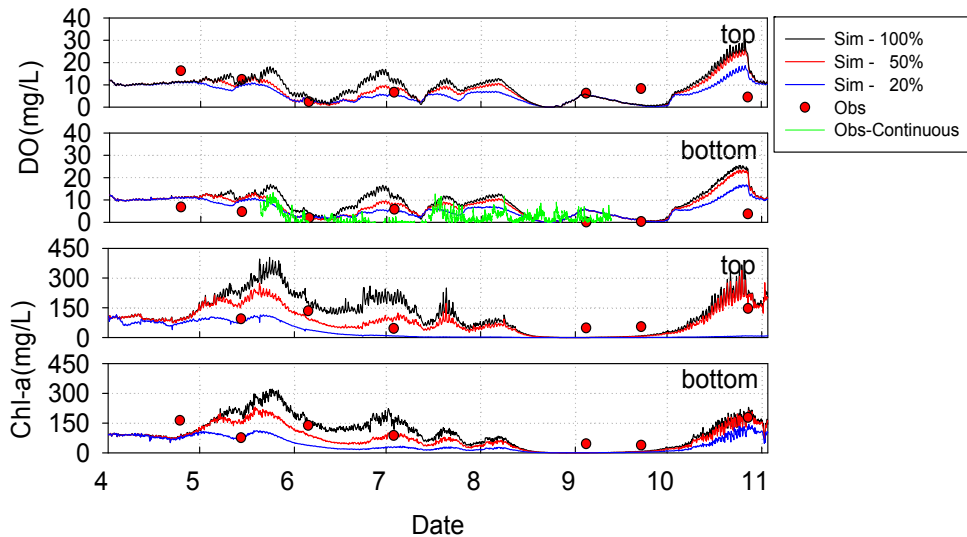 40
30
20
10
0
top
40
30
20
10
0
bottom
DO(mg/L)
450
300
150
0
top
450
300
150
0
bottom
Chl-a(mg/L)
4 5 6 7 8 9 10 11
Date
Sim - 100%
Sim - 50%
Sim - 20%
Obs
Obs-Continuous